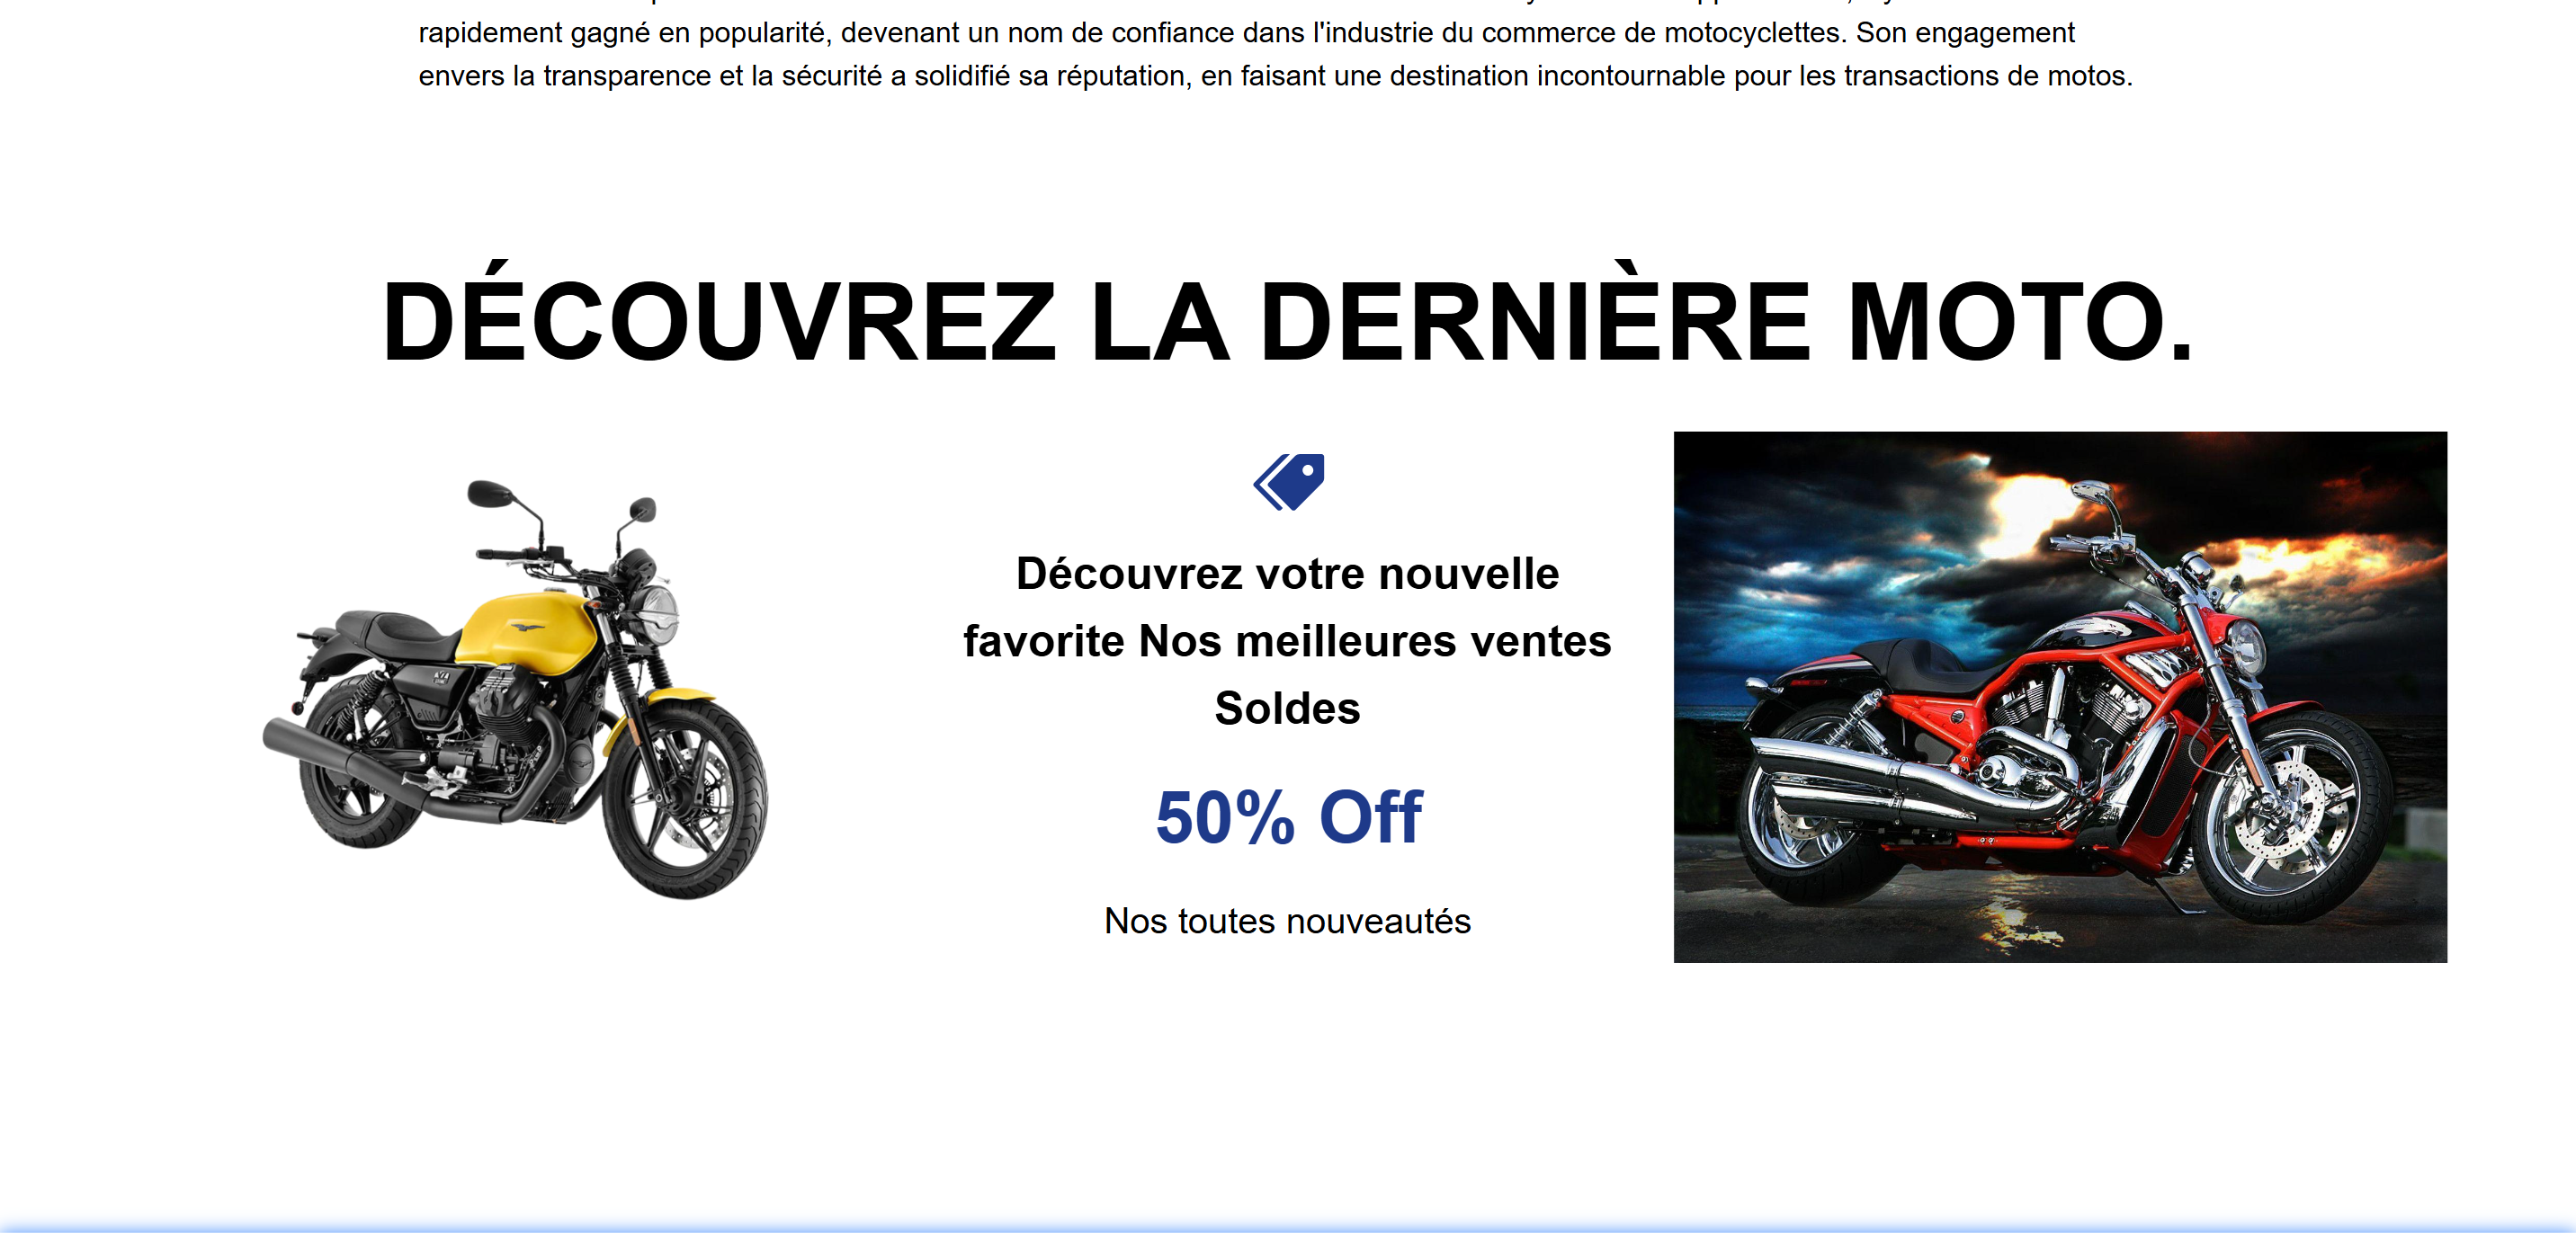 rapidement gagné en popularité, devenant un nom de confiance dans l'industrie du commerce de motocyclettes. Son engagement
envers la transparence et la sécurité a solidifié sa réputation, en faisant une destination incontournable pour les transactions de motos.
DÉCOUVREZ LA DERNIÈRE MOTO.
Découvrez votre nouvelle
favorite Nos meilleures ventes
Soldes
50% Off
Nos toutes nouveautés